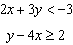 2x + 3y < −3
y − 4x ≥ 2